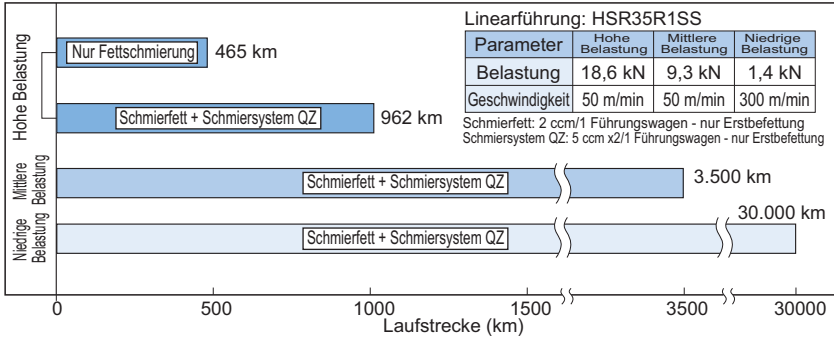 Linearführung: HSR35R1SS
Parameter Hohe Belastung Mittlere Belastung Niedrige Belastung
Belastung 18,6 kN 9,3 kN 1,4 kN
Geschwindigkeit 50 m/min 50 m/min 300 m/min
Schmierfett: 2 ccm/1 Führungswagen - nur Erstbefettung
Schmiersystem QZ: 5 ccm x2/1 Führungswagen - nur Erstbefettung
Hohe Belastung
Nur Fettschmierung 465 km
Schmierfett + Schmiersystem QZ 962 km
Mittlere
Belastung
Schmierfett + Schmiersystem QZ 3.500 km
Niedrige
Belastung
Schmierfett + Schmiersystem QZ 30.000 km
0 500 1000 1500 3500 30000
Laufstrecke (km)